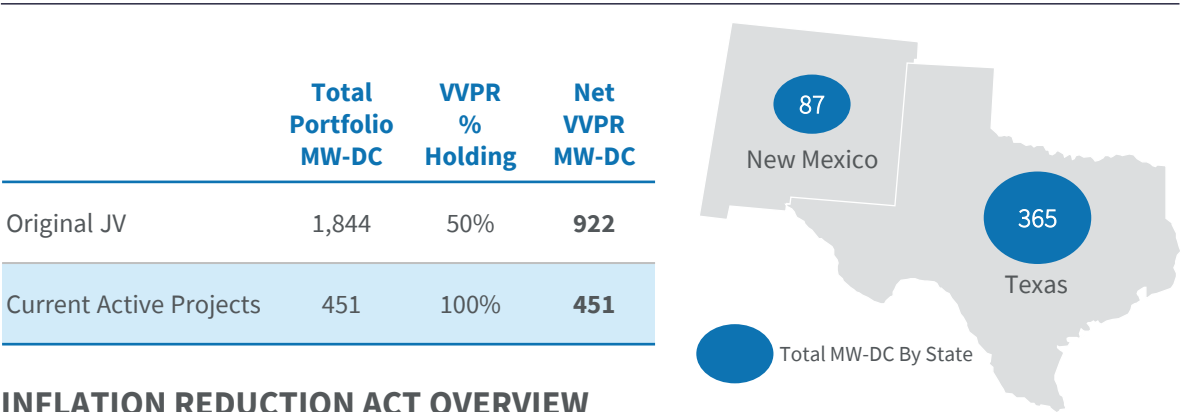 Total Portfolio MW-DC
VVPR % Holding
Net VVPR MW-DC
Original JV 1,844 50% 922
Current Active Projects 451 100% 451
87
New Mexico
365
Texas
Total MW-DC By State
INFLATION REDUCTION ACT OVERVIEW